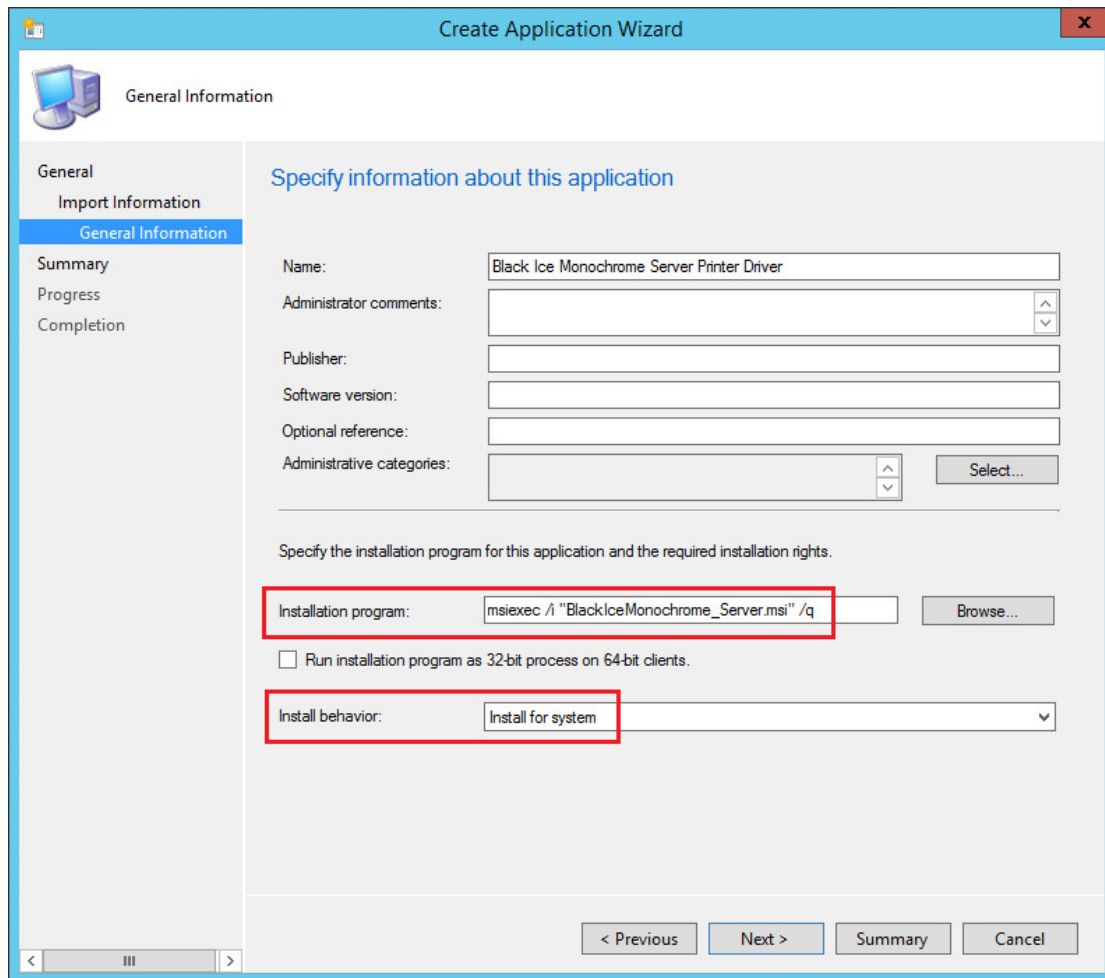 Create Application Wizard
x
General Information
General
Import Information
General Information
Summary
Progress
Completion
Specify information about this application
Name: Black Ice Monochrome Server Printer Driver
Administrator comments:
Publisher:
Software version:
Optional reference:
Administrative categories: Select...
Specify the installation program for this application and the required installation rights.
Installation program: msiexec /i "BlackIceMonochrome_Server.msi" /q Browse...
Run installation program as 32-bit process on 64-bit clients.
Install behavior: Install for system
< Previous Next > Summary Cancel